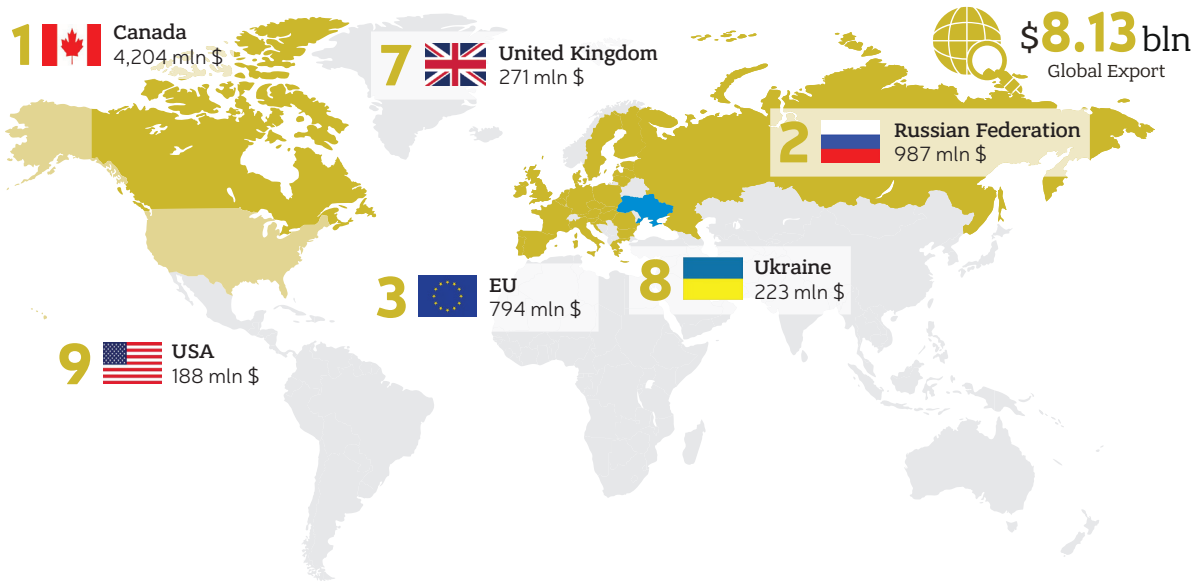 1
Canada
4,204 mln $
7
United Kingdom
271 mln $
$8.13 bln
Global Export
2
Russian Federation
987 mln $
3
EU
794 mln $
8
Ukraine
223 mln $
9
USA
188 mln $